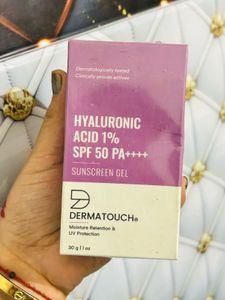 Dermatologically tested
Clinically proven actives
HYALURONIC
ACID 1%
SPF 50 PA++++
SUNSCREEN GEL
DERMATOUCH®
Moisture Retention &
UV Protection
30 g | 1 oz